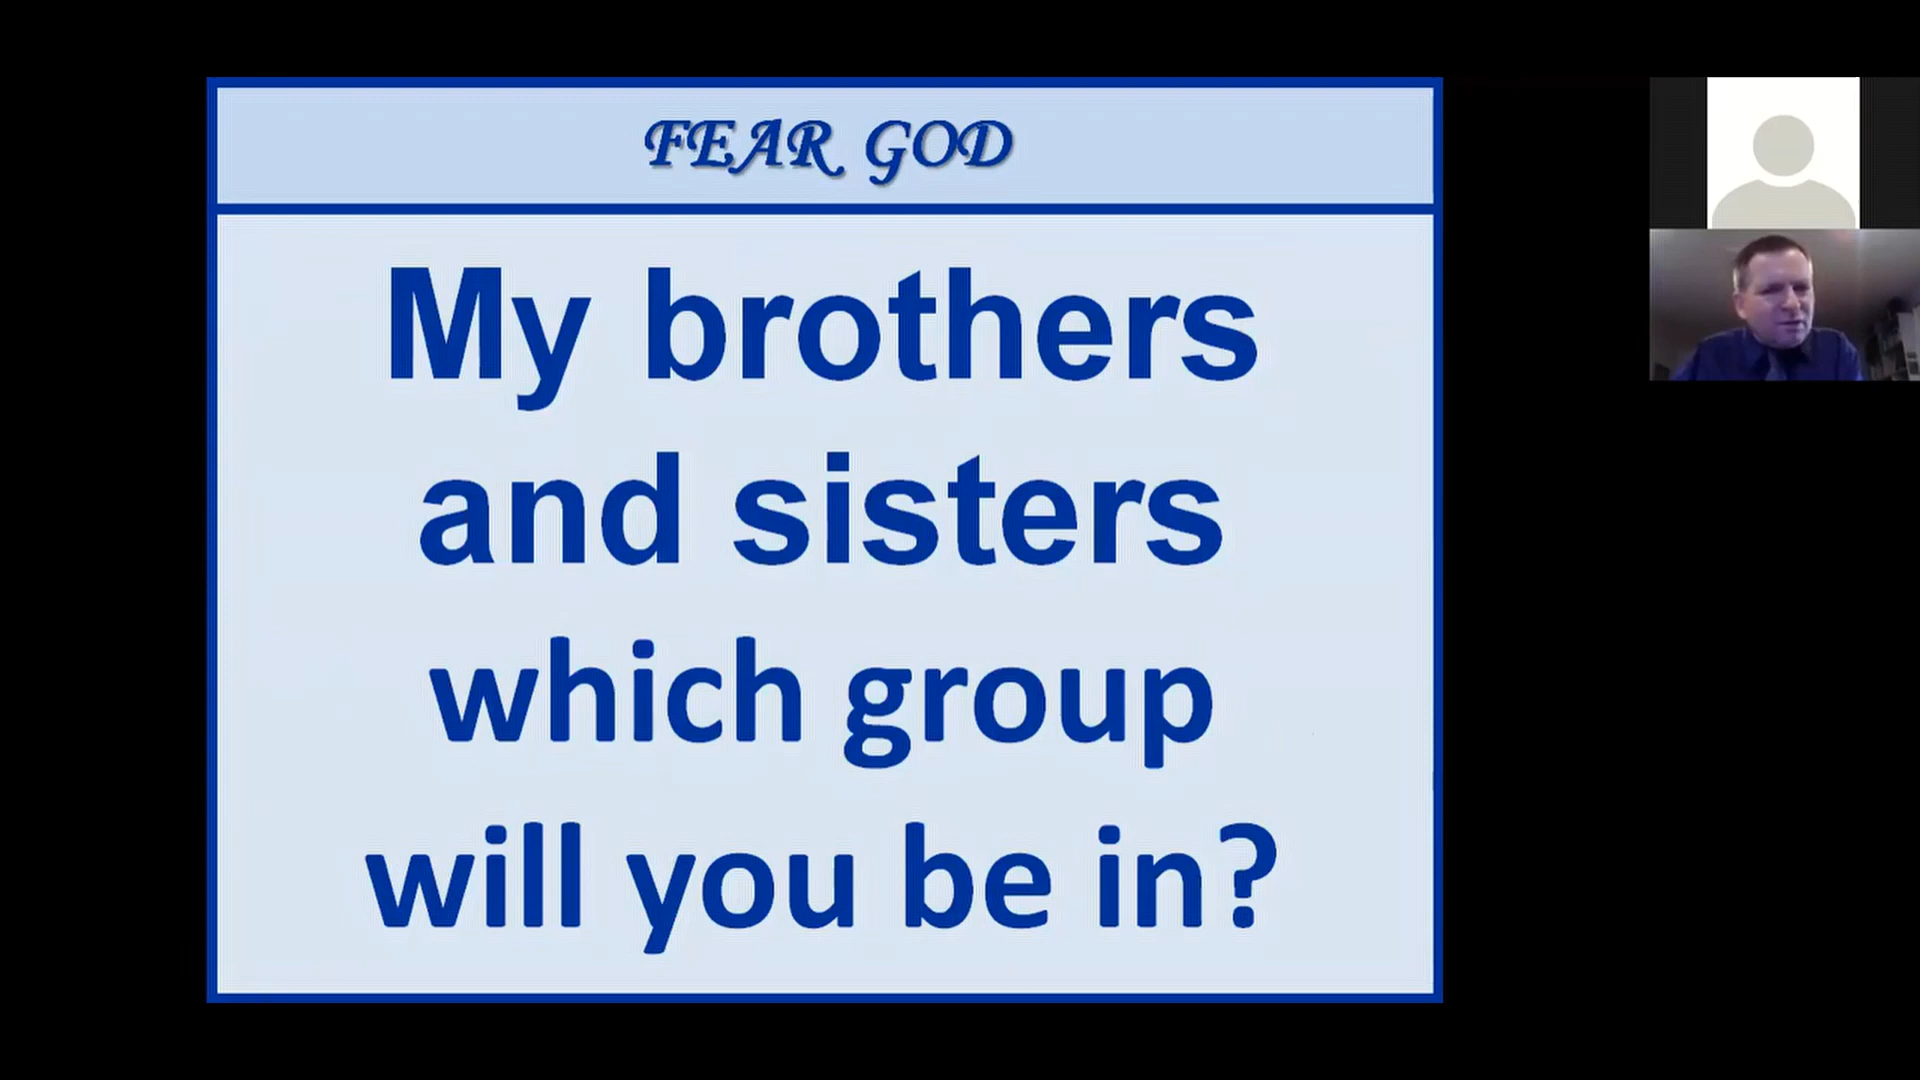 FEAR GOD
My brothers
and sisters
which group
will you be in?